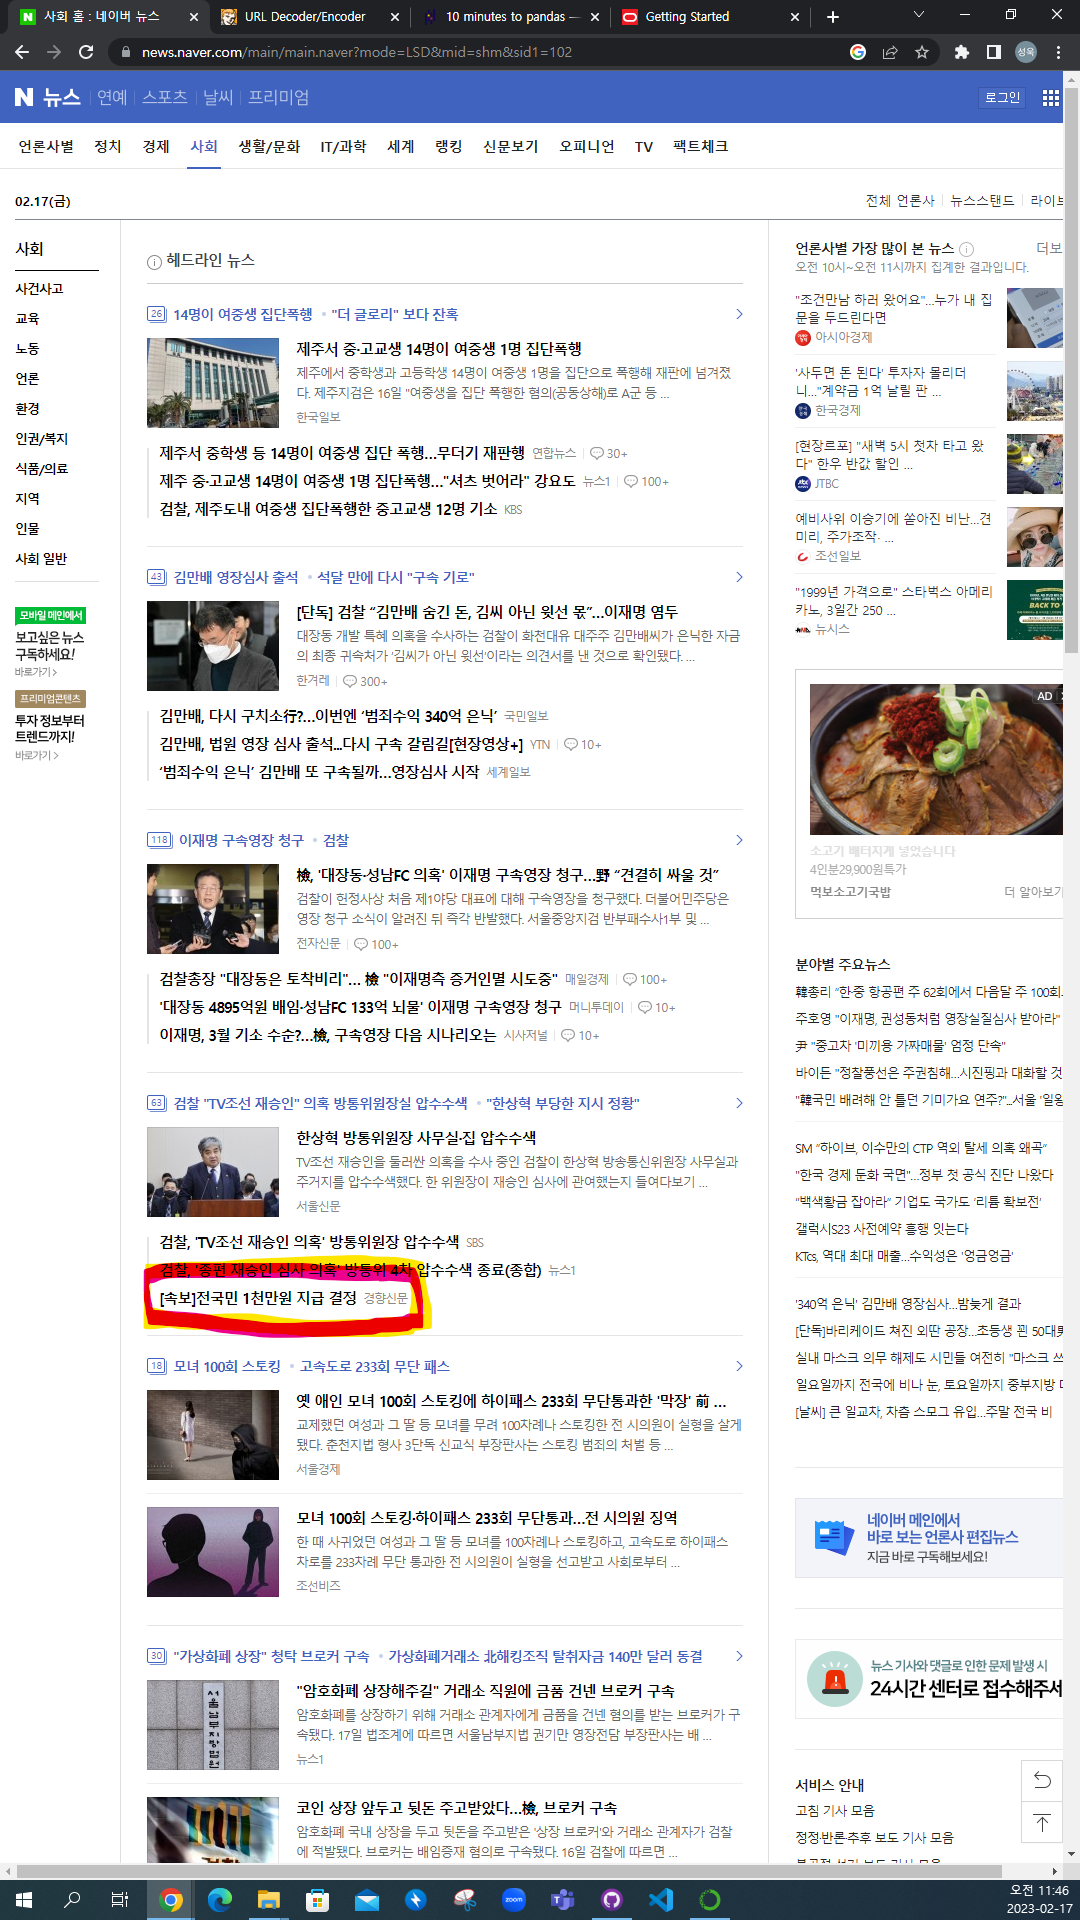 사회 홈 : 네이버 뉴스
URL Decoder/Encoder
10 minutes to pandas —
Getting Started
news.naver.com/main/main.naver?mode=LSD&mid=shm&sid1=102
성욱
N 뉴스 연예 스포츠 날씨 프리미엄
로그인
언론사별 정치 경제 사회 생활/문화 IT/과학 세계 랭킹 신문보기 오피니언 TV 팩트체크
02.17(금)
전체 언론사 뉴스스탠드 라이브
사회
사건사고
교육
노동
언론
환경
인권/복지
식품/의료
지역
인물
사회 일반
모바일 메인에서
보고싶은 뉴스
구독하세요!
바로가기 >
프리미엄콘텐츠
투자 정보부터
트렌드까지!
바로가기 >
헤드라인 뉴스
26 14명이 여중생 집단폭행 • "더 글로리" 보다 잔혹
제주서 중·고교생 14명이 여중생 1명 집단폭행
제주에서 중학생과 고등학생 14명이 여중생 1명을 집단으로 폭행해 재판에 넘겨졌
다. 제주지검은 16일 "여중생을 집단 폭행한 혐의(공동상해)로 A군 등 ...
한국일보
제주서 중학생 등 14명이 여중생 집단 폭행…무더기 재판행 연합뉴스 30+
제주 중·고교생 14명이 여중생 1명 집단폭행…"셔츠 벗어라" 강요도 뉴스1 100+
검찰, 제주도내 여중생 집단폭행한 중고교생 12명 기소 KBS
43 김만배 영장심사 출석 • 석달 만에 다시 "구속 기로"
[단독] 검찰 “김만배 숨긴 돈, 김씨 아닌 윗선 몫”…이재명 염두
대장동 개발 특혜 의혹을 수사하는 검찰이 화천대유 대주주 김만배씨가 은닉한 자금
의 최종 귀속처가 ‘김씨가 아닌 윗선’이라는 의견서를 낸 것으로 확인됐다. ...
한겨레 300+
김만배, 다시 구치소行?…이번엔 ‘범죄수익 340억 은닉’ 국민일보
김만배, 법원 영장 심사 출석...다시 구속 갈림길[현장영상+] YTN 10+
‘범죄수익 은닉’ 김만배 또 구속될까…영장심사 시작 세계일보
118 이재명 구속영장 청구 • 검찰
檢, '대장동·성남FC 의혹' 이재명 구속영장 청구…野 “견결히 싸울 것”
검찰이 헌정사상 처음 제1야당 대표에 대해 구속영장을 청구했다. 더불어민주당은
영장 청구 소식이 알려진 뒤 즉각 반발했다. 서울중앙지검 반부패수사1부 및 ...
전자신문 100+
검찰총장 "대장동은 토착비리"… 檢 "이재명측 증거인멸 시도중" 매일경제 100+
'대장동 4895억원 배임·성남FC 133억 뇌물' 이재명 구속영장 청구 머니투데이 10+
이재명, 3월 기소 수순?…檢, 구속영장 다음 시나리오는 시사저널 10+
63 검찰 "TV조선 재승인" 의혹 방통위원장실 압수수색 • "한상혁 부당한 지시 정황"
한상혁 방통위원장 사무실·집 압수수색
TV조선 재승인을 둘러싼 의혹을 수사 중인 검찰이 한상혁 방송통신위원장 사무실과
주거지를 압수수색했다. 한 위원장이 재승인 심사에 관여했는지 들여다보기 ...
서울신문
검찰, 'TV조선 재승인 의혹' 방통위원장 압수수색 SBS
검찰, '종편 재승인 심사 의혹' 방통위 4차 압수수색 종료(종합) 뉴스1
[속보]전국민 1천만원 지급 결정 경향신문
18 모녀 100회 스토킹 • 고속도로 233회 무단 패스
옛 애인 모녀 100회 스토킹에 하이패스 233회 무단통과한 '막장' 前 ...
교제했던 여성과 그 딸 등 모녀를 무려 100차례나 스토킹한 전 시의원이 실형을 살게
됐다. 춘천지법 형사 3단독 신교식 부장판사는 스토킹 범죄의 처벌 등 ...
서울경제
모녀 100회 스토킹·하이패스 233회 무단통과…전 시의원 징역
한 때 사귀었던 여성과 그 딸 등 모녀를 100차례나 스토킹하고, 고속도로 하이패스
차로를 233차례 무단 통과한 전 시의원이 실형을 선고받고 사회로부터 ...
조선비즈
30 "가상화폐 상장" 청탁 브로커 구속 • 가상화폐거래소 北해킹조직 탈취자금 140만 달러 동결
"암호화폐 상장해주길" 거래소 직원에 금품 건넨 브로커 구속
암호화폐를 상장하기 위해 거래소 관계자에게 금품을 건넨 혐의를 받는 브로커가 구
속됐다. 17일 법조계에 따르면 서울남부지법 권기만 영장전담 부장판사는 배 ...
뉴스1
서울남부지방법원
코인 상장 앞두고 뒷돈 주고받았다…檢, 브로커 구속
암호화폐 국내 상장을 두고 뒷돈을 주고받은 '상장 브로커'와 거래소 관계자가 검찰
에 적발됐다. 브로커는 배임증재 혐의로 구속됐다. 16일 검찰에 따르면 ...
검찰
언론사별 가장 많이 본 뉴스 더보
오전 10시~오전 11시까지 집계한 결과입니다.
"조건만남 하러 왔어요"…누가 내 집
문을 두드린다면
아시아경제
'사두면 돈 된다' 투자자 몰리더
니…"계약금 1억 날릴 판 ...
한국경제
[현장르포] "새벽 5시 첫차 타고 왔
다" 한우 반값 할인 ...
JTBC
예비사위 이승기에 쏟아진 비난…견
미리, 주가조작· ...
조선일보
"1999년 가격으로" 스타벅스 아메리
카노, 3일간 250 ...
뉴시스
BACK TO
AD
소고기 배터지게 넣었습니다
4인분29,900원특가
먹보소고기국밥 더 알아보기
분야별 주요뉴스
韓총리 “한·중 항공편 주 62회에서 다음달 주 100회
주호영 "이재명, 권성동처럼 영장실질심사 받아라"
尹 "중고차 '미끼용 가짜매물' 엄정 단속"
바이든 "정찰풍선은 주권침해…시진핑과 대화할 것
"韓국민 배려해 안 틀던 기미가요 연주?"...서울 '일왕
SM “하이브, 이수만의 CTP 역외 탈세 의혹 왜곡”
"한국 경제 둔화 국면"…정부 첫 공식 진단 나왔다
“백색황금 잡아라” 기업도 국가도 ‘리튬 확보전’
갤럭시S23 사전예약 흥행 잇는다
KTcs, 역대 최대 매출…수익성은 '엉금엉금'
'340억 은닉' 김만배 영장심사…밤늦게 결과
[단독]바리케이드 쳐진 외딴 공장…초등생 꾄 50대男
실내 마스크 의무 해제도 시민들 여전히 "마스크 쓰
일요일까지 전국에 비나 눈, 토요일까지 중부지방 미
[날씨] 큰 일교차, 차츰 스모그 유입…주말 전국 비
네이버 메인에서
바로 보는 언론사 편집뉴스
지금 바로 구독해보세요!
뉴스 기사와 댓글로 인한 문제 발생 시
24시간 센터로 접수해주세
서비스 안내
고침 기사 모음
정정·반론·추후 보도 기사 모음
zoom
오전 11:46
2023-02-17